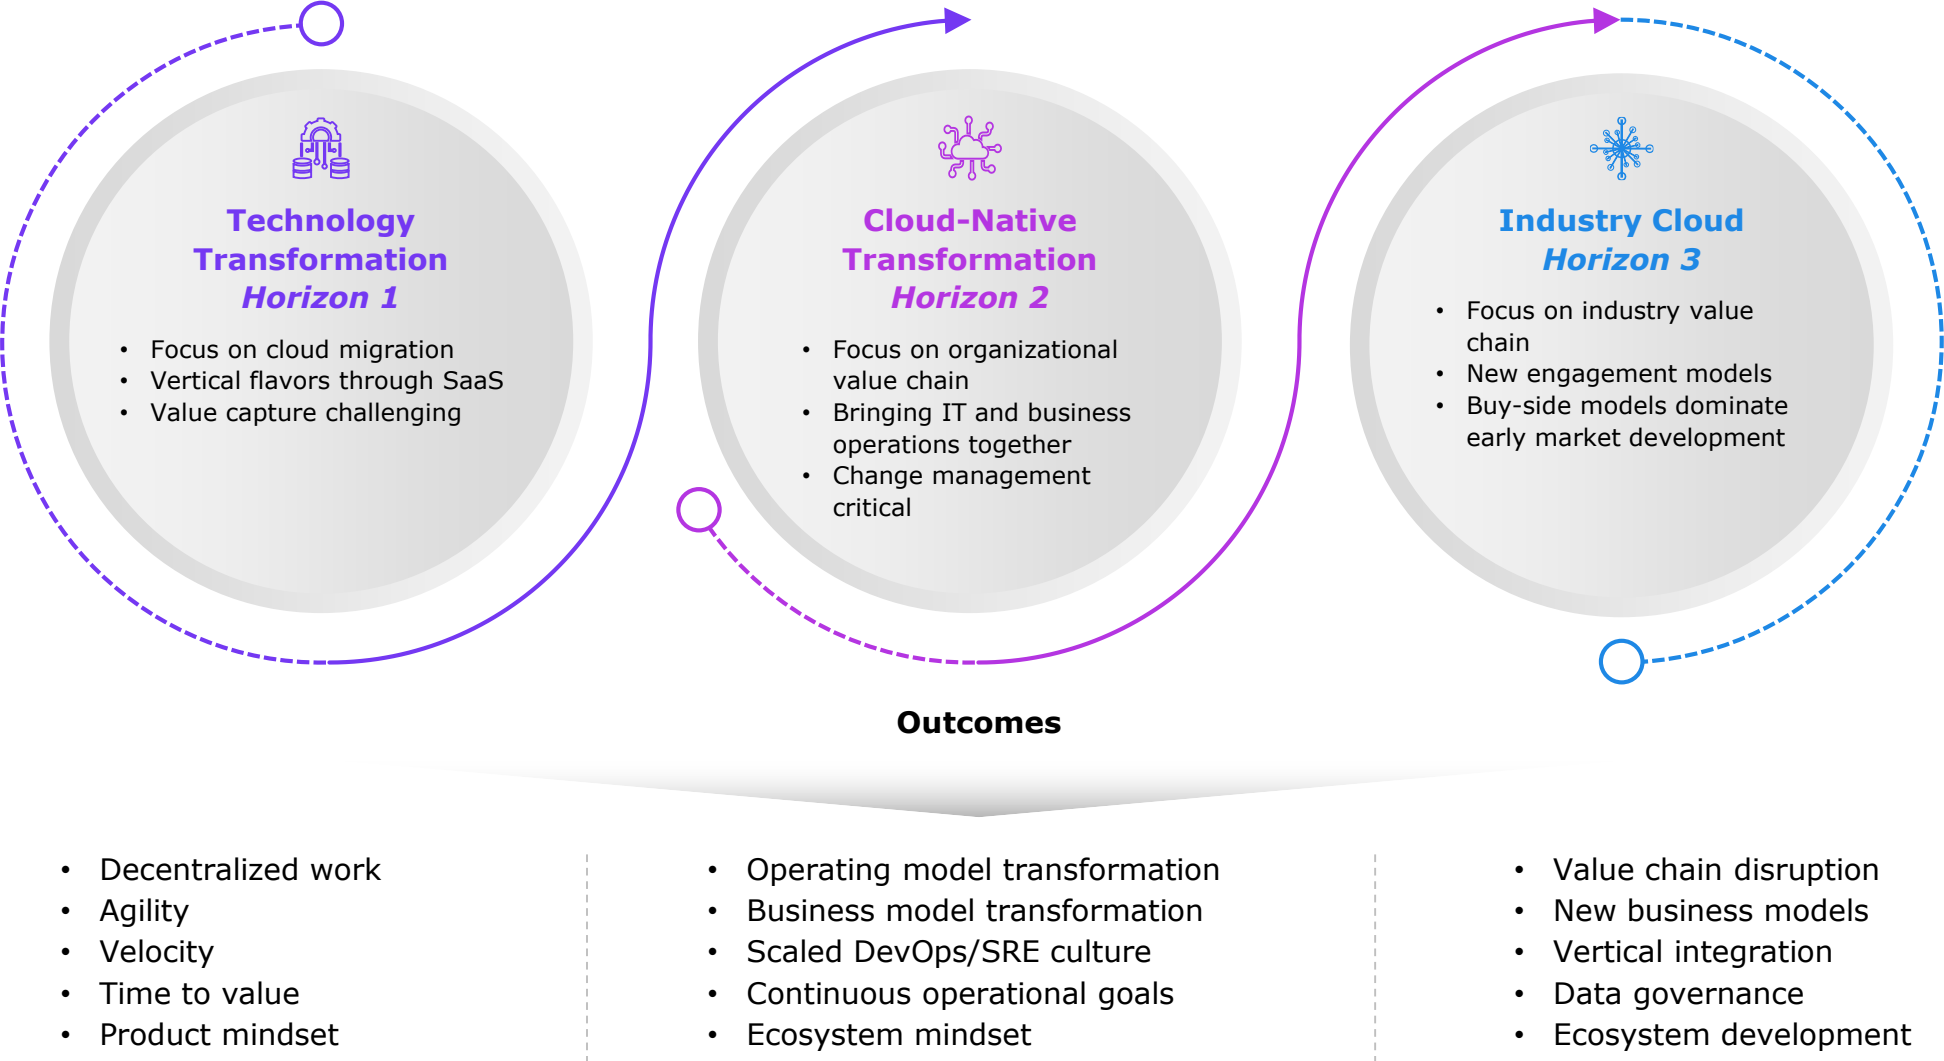 Technology
Transformation
Horizon 1
• Focus on cloud migration
• Vertical flavors through SaaS
• Value capture challenging
Cloud-Native
Transformation
Horizon 2
• Focus on organizational
value chain
• Bringing IT and business
operations together
• Change management
critical
Industry Cloud
Horizon 3
• Focus on industry value
chain
• New engagement models
• Buy-side models dominate
early market development
Outcomes
• Decentralized work
• Agility
• Velocity
• Time to value
• Product mindset
• Operating model transformation
• Business model transformation
• Scaled DevOps/SRE culture
• Continuous operational goals
• Ecosystem mindset
• Value chain disruption
• New business models
• Vertical integration
• Data governance
• Ecosystem development